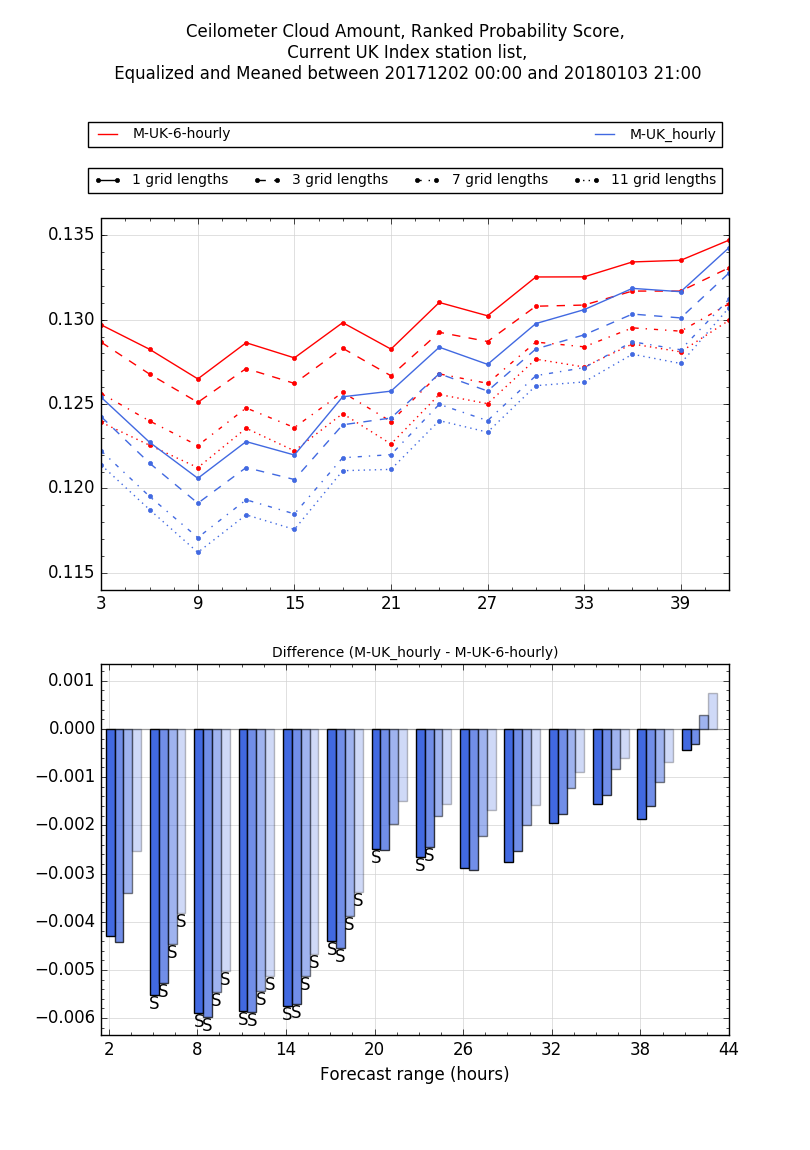 Ceilometer Cloud Amount, Ranked Probability Score,
Current UK Index station list,
Equalized and Meaned between 20171202 00:00 and 20180103 21:00
M-UK-6-hourly M-UK_hourly
1 grid lengths 3 grid lengths 7 grid lengths 11 grid lengths
0.135
0.130
0.125
0.120
0.115
3 9 15 21 27 33 39
Difference (M-UK_hourly - M-UK-6-hourly)
0.001
0.000
−0.001
−0.002
S S S
−0.003
S
S S
−0.004
S S S
S S
−0.005
S S S S
S S S
S S S S S S
−0.006
2 8 14 20 26 32 38 44
Forecast range (hours)